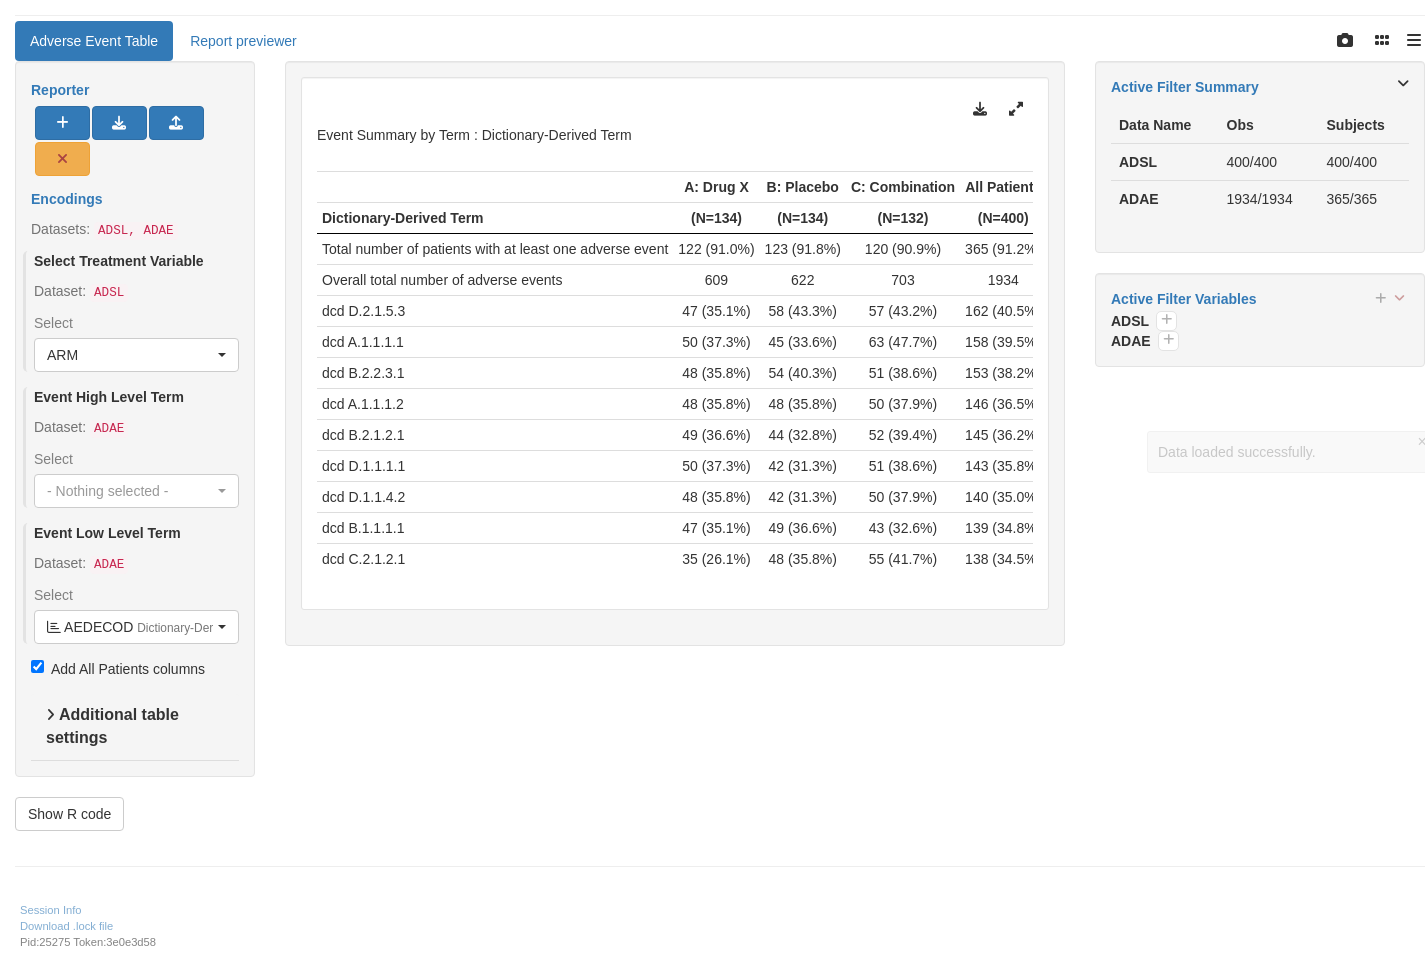 Adverse Event Table Report previewer
Reporter
Encodings
Datasets: ADSL, ADAE
Select Treatment Variable
Dataset: ADSL
Select
ARM
Event High Level Term
Dataset: ADAE
Select
- Nothing selected -
Event Low Level Term
Dataset: ADAE
Select
AEDECOD Dictionary-Der
Add All Patients columns
Additional table
settings
Show R code
Event Summary by Term : Dictionary-Derived Term
A: Drug X B: Placebo C: Combination All Patient
Dictionary-Derived Term (N=134) (N=134) (N=132) (N=400)
Total number of patients with at least one adverse event 122 (91.0%) 123 (91.8%) 120 (90.9%) 365 (91.2%
Overall total number of adverse events 609 622 703 1934
dcd D.2.1.5.3 47 (35.1%) 58 (43.3%) 57 (43.2%) 162 (40.5%
dcd A.1.1.1.1 50 (37.3%) 45 (33.6%) 63 (47.7%) 158 (39.5%
dcd B.2.2.3.1 48 (35.8%) 54 (40.3%) 51 (38.6%) 153 (38.2%
dcd A.1.1.1.2 48 (35.8%) 48 (35.8%) 50 (37.9%) 146 (36.5%
dcd B.2.1.2.1 49 (36.6%) 44 (32.8%) 52 (39.4%) 145 (36.2%
dcd D.1.1.1.1 50 (37.3%) 42 (31.3%) 51 (38.6%) 143 (35.8%
dcd D.1.1.4.2 48 (35.8%) 42 (31.3%) 50 (37.9%) 140 (35.0%
dcd B.1.1.1.1 47 (35.1%) 49 (36.6%) 43 (32.6%) 139 (34.8%
dcd C.2.1.2.1 35 (26.1%) 48 (35.8%) 55 (41.7%) 138 (34.5%
Active Filter Summary
Data Name Obs Subjects
ADSL 400/400 400/400
ADAE 1934/1934 365/365
Active Filter Variables
ADSL
ADAE
Data loaded successfully.
Session Info
Download .lock file
Pid:25275 Token:3e0e3d58